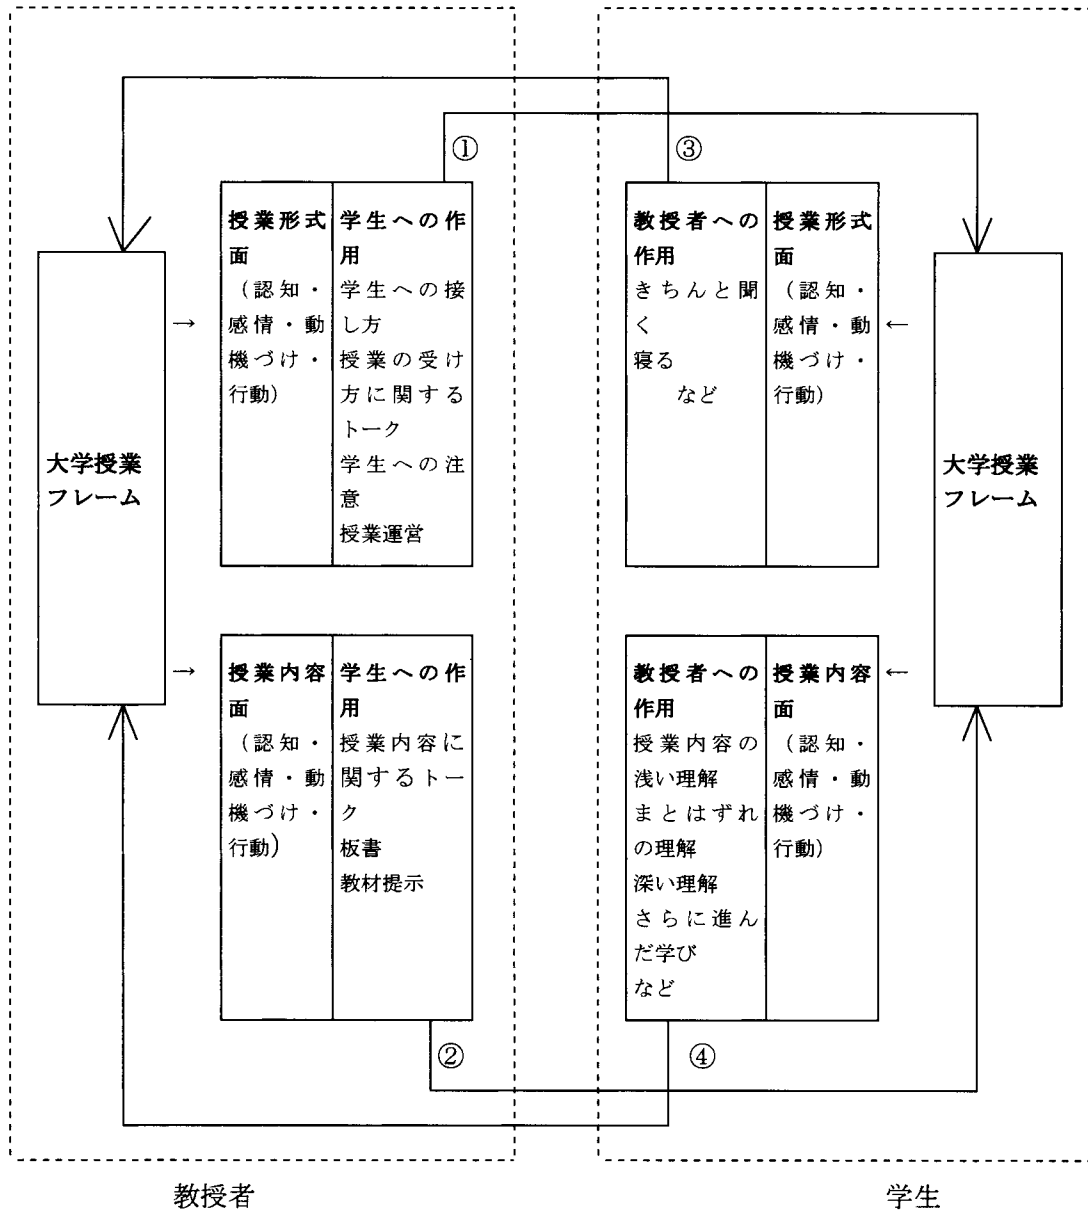 ①
③
授業形式
面
(認知・
感情・動
機づけ・
行動)
学生への作
用
学生への接
し方
授業の受け
方に関する
トーク
学生への注
意
授業運営
教授者への
作用
きちんと聞
く
寝る
など
授業形式
面
(認知・
感情・動
機づけ・
行動)
→
←
大学授業
フレーム
大学授業
フレーム
→
←
授業内容
面
(認知・
感情・動
機づけ・
行動)
学生への作
用
授業内容に
関するトー
ク
板書
教材提示
教授者への
作用
授業内容の
浅い理解
まとはずれ
の理解
深い理解
さらに進ん
だ学び
など
授業内容
面
(認知・
感情・動
機づけ・
行動)
②
④
教授者
学生